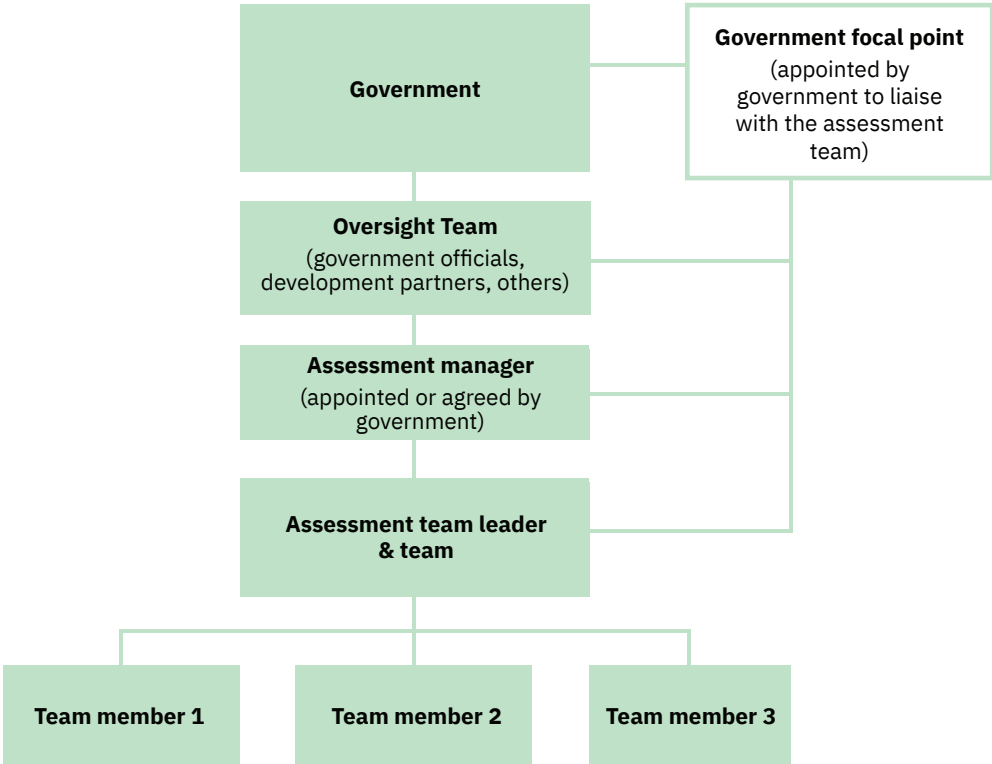 Government
Government focal point
(appointed by
government to liaise
with the assessment
team)
Oversight Team
(government officials,
development partners, others)
Assessment manager
(appointed or agreed by
government)
Assessment team leader
& team
Team member 1
Team member 2
Team member 3